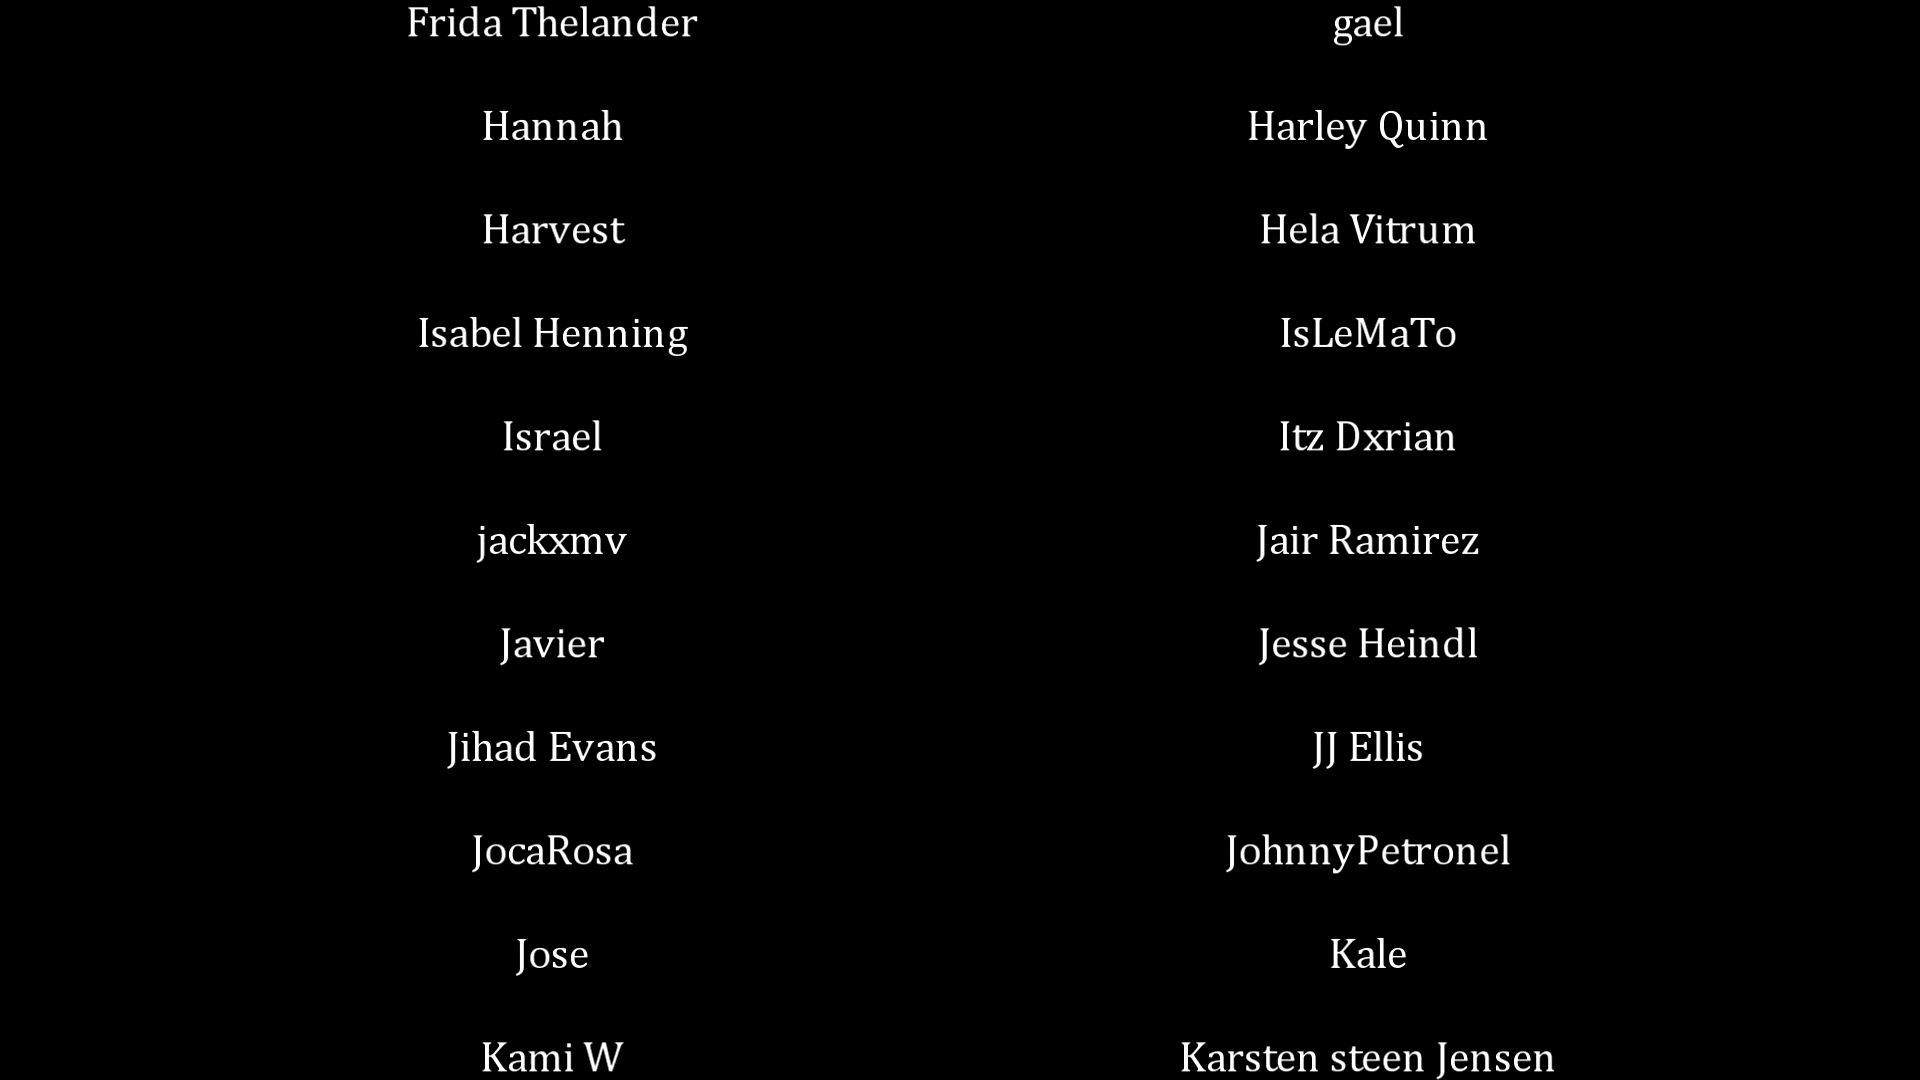 Frida Thelander gael
Hannah Harley Quinn
Harvest Hela Vitrum
Isabel Henning IsLeMaTo
Israel Itz Dxrian
jackxmv Jair Ramirez
Javier Jesse Heindl
Jihad Evans JJ Ellis
JocaRosa JohnnyPetronel
Jose Kale
Kami W Karsten steen Jensen